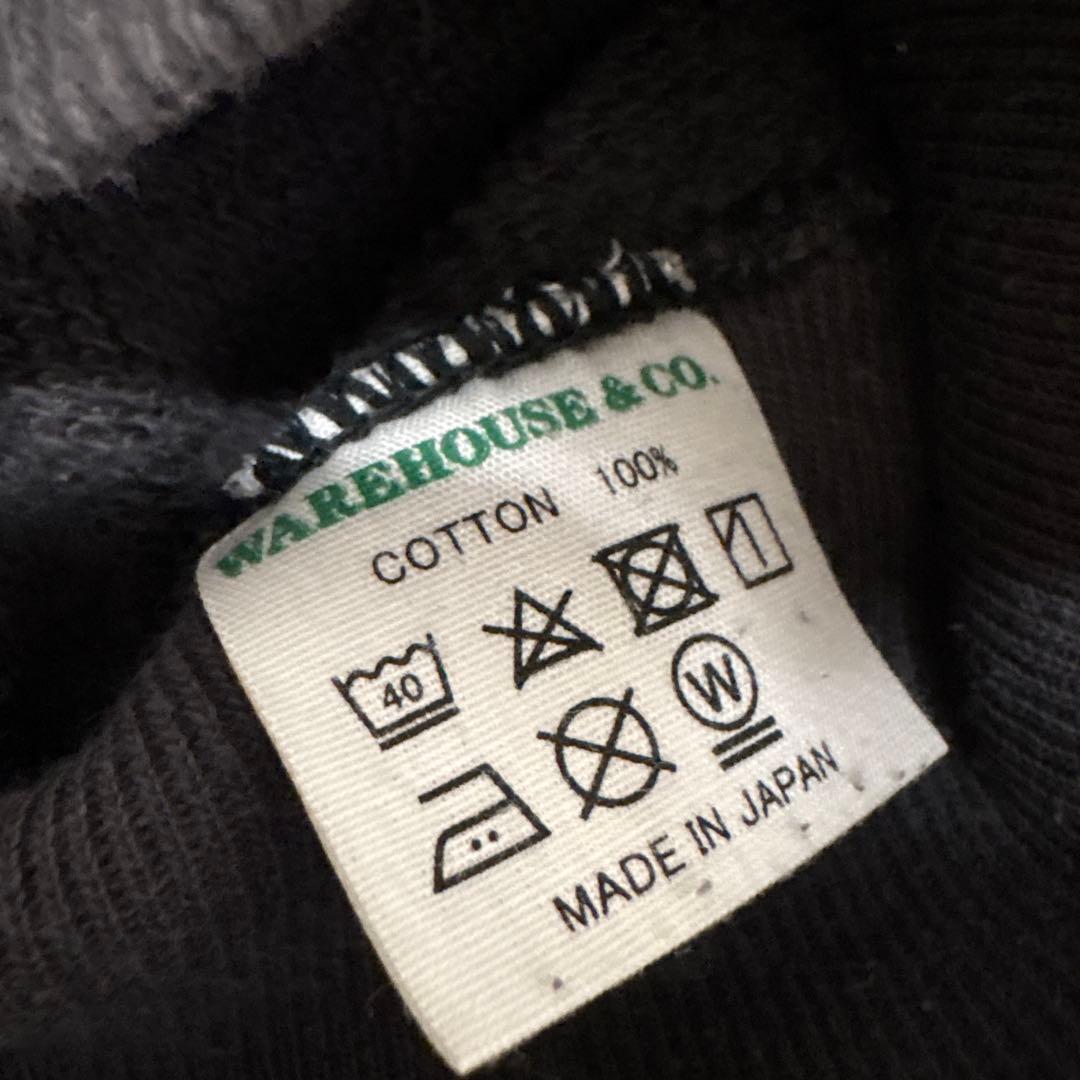 WAREHOUSE & CO.
COTTON 100%
40
W
MADE IN JAPAN